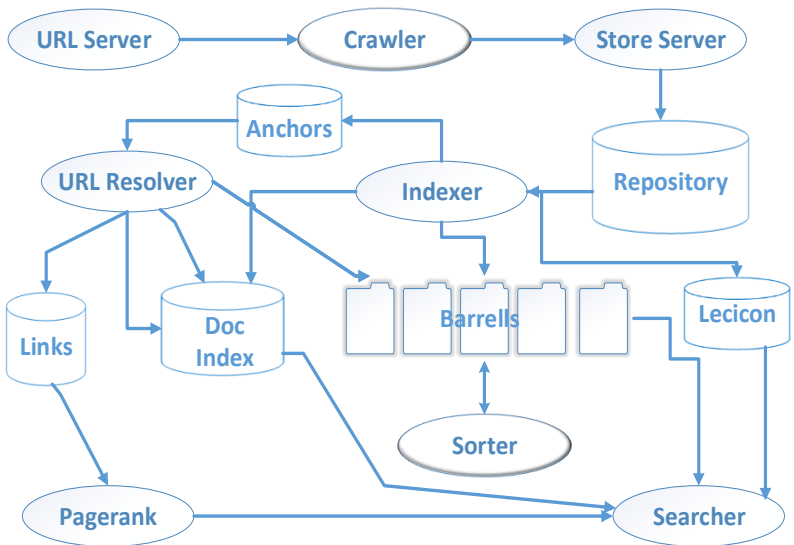 URL Server
Crawler
Store Server
Anchors
URL Resolver
Indexer
Repository
Links
Doc
Index
Barrells
Lecicon
Sorter
Pagerank
Searcher